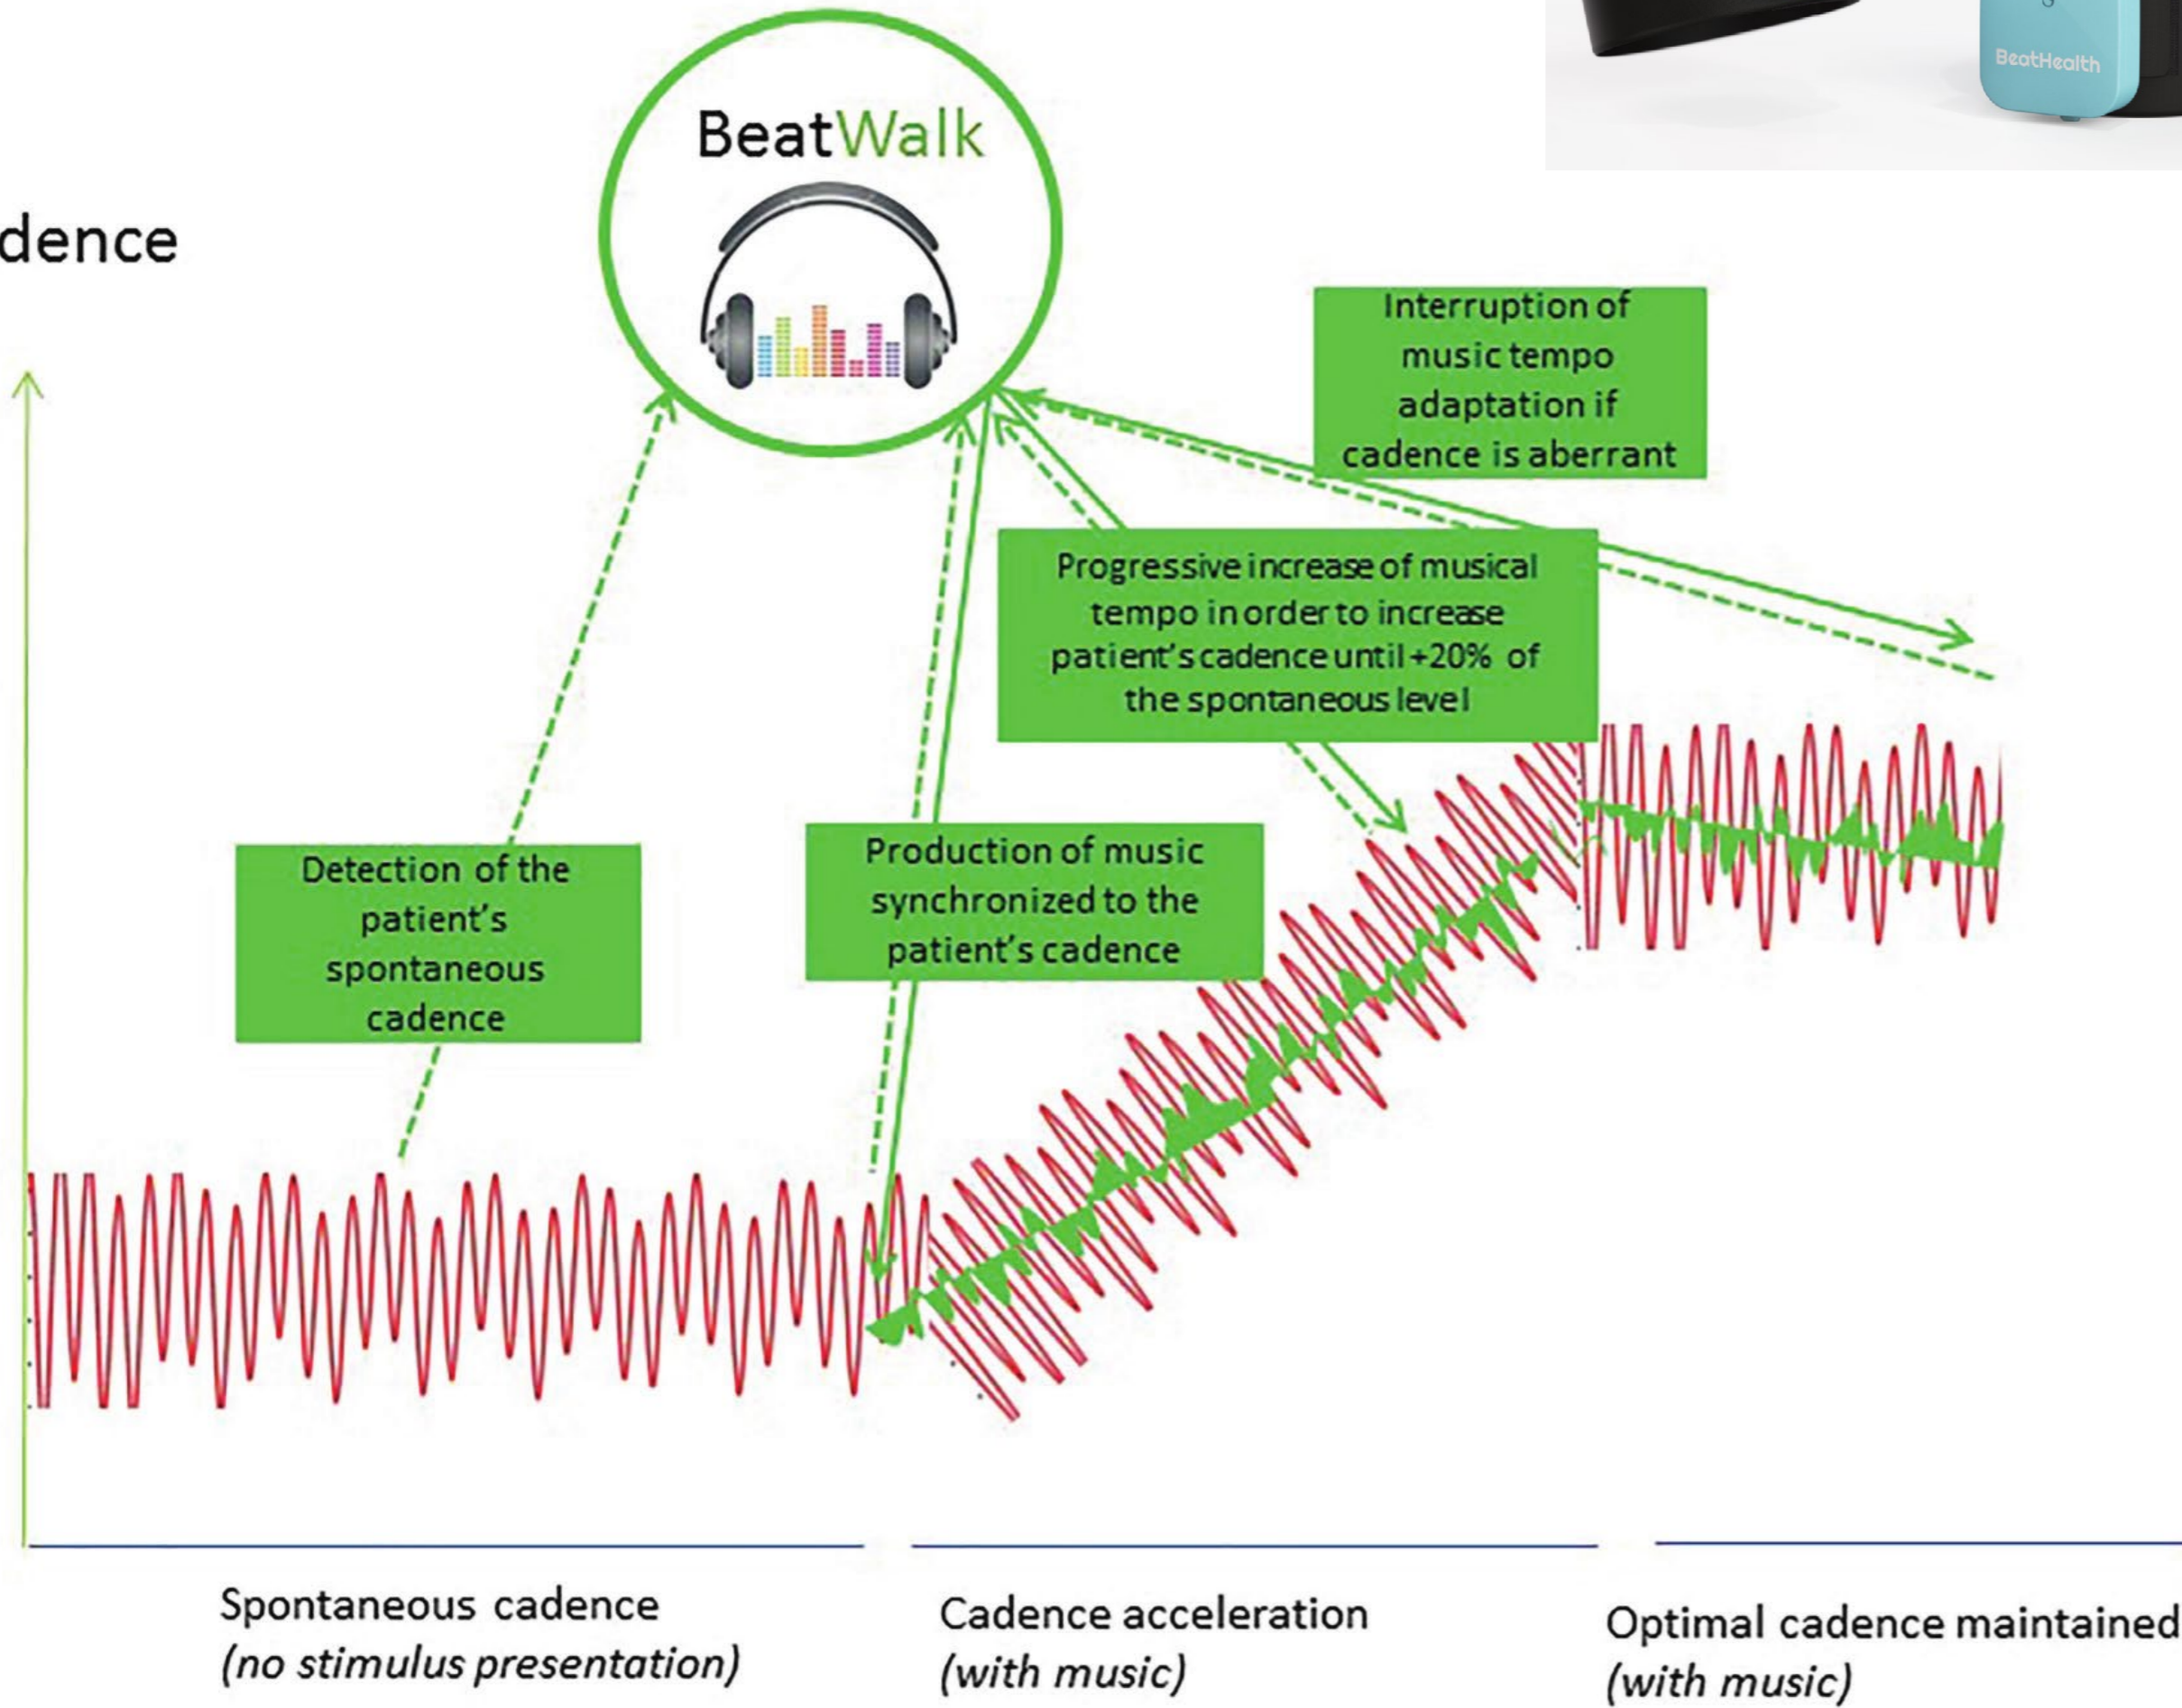 BeatHealth
BeatWalk
dence
Interruption of
music tempo
adaptation if
cadence is aberrant
Progressive increase of musical
tempo in order to increase
patient's cadence until +20% of
the spontaneous level
Production of music
synchronized to the
patient's cadence
Detection of the
patient's
spontaneous
cadence
Spontaneous cadence
(no stimulus presentation)
Cadence acceleration
(with music)
Optimal cadence maintained
(with music)